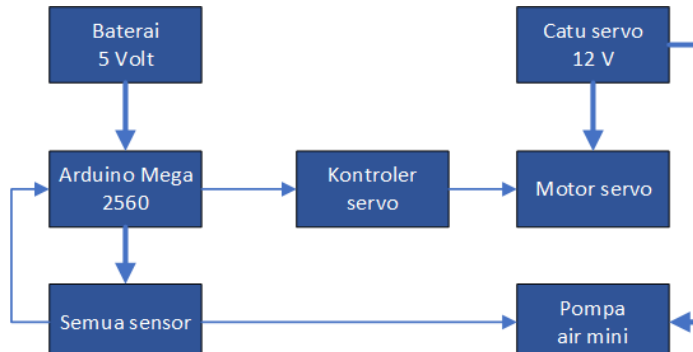 Baterai
5 Volt
Catu servo
12 V
Arduino Mega
2560
Kontroler
servo
Motor servo
Semua sensor
Pompa
air mini